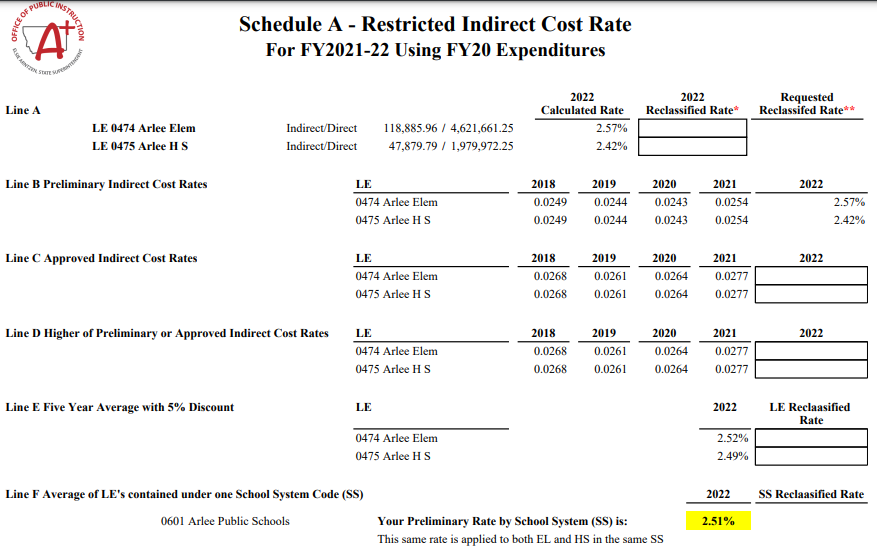 OFFICE OF PUBLIC INSTRUCTION
A+
ELSIE ARNTZEN, STATE SUPERINTENDENT
Schedule A - Restricted Indirect Cost Rate
For FY2021-22 Using FY20 Expenditures
2022 2022 Requested
Line A Calculated Rate Reclassified Rate* Reclassifed Rate**
LE 0474 Arlee Elem Indirect/Direct 118,885.96 / 4,621,661.25 2.57%
LE 0475 Arlee H S Indirect/Direct 47,879.79 / 1,979,972.25 2.42%
Line B Preliminary Indirect Cost Rates LE 2018 2019 2020 2021 2022
0474 Arlee Elem 0.0249 0.0244 0.0243 0.0254 2.57%
0475 Arlee H S 0.0249 0.0244 0.0243 0.0254 2.42%
Line C Approved Indirect Cost Rates LE 2018 2019 2020 2021 2022
0474 Arlee Elem 0.0268 0.0261 0.0264 0.0277
0475 Arlee H S 0.0268 0.0261 0.0264 0.0277
Line D Higher of Preliminary or Approved Indirect Cost Rates LE 2018 2019 2020 2021 2022
0474 Arlee Elem 0.0268 0.0261 0.0264 0.0277
0475 Arlee H S 0.0268 0.0261 0.0264 0.0277
Line E Five Year Average with 5% Discount LE 2022 LE Reclaasified
Rate
0474 Arlee Elem 2.52%
0475 Arlee H S 2.49%
Line F Average of LE's contained under one School System Code (SS) 2022 SS Reclaasified Rate
0601 Arlee Public Schools Your Preliminary Rate by School System (SS) is: 2.51%
This same rate is applied to both EL and HS in the same SS